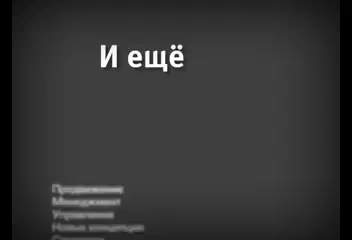 И ещё
Продвижение
Менеджмент
Управление
Новые концепции